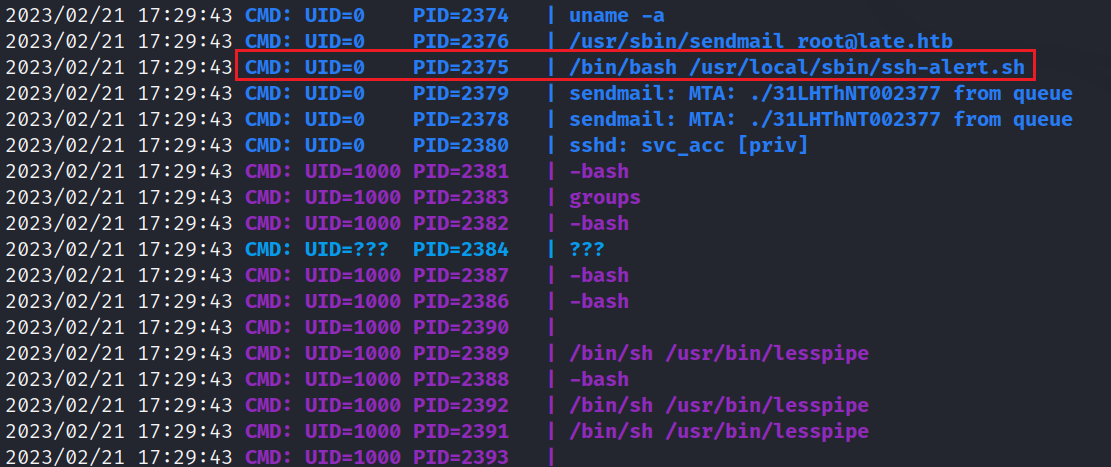 2023/02/21 17:29:43 CMD: UID=0 PID=2374 | uname -a
2023/02/21 17:29:43 CMD: UID=0 PID=2376 | /usr/sbin/sendmail root@late.htb
2023/02/21 17:29:43 CMD: UID=0 PID=2375 | /bin/bash /usr/local/sbin/ssh-alert.sh
2023/02/21 17:29:43 CMD: UID=0 PID=2379 | sendmail: MTA: ./31LHThNT002377 from queue
2023/02/21 17:29:43 CMD: UID=0 PID=2378 | sendmail: MTA: ./31LHThNT002377 from queue
2023/02/21 17:29:43 CMD: UID=0 PID=2380 | sshd: svc_acc [priv]
2023/02/21 17:29:43 CMD: UID=1000 PID=2381 | -bash
2023/02/21 17:29:43 CMD: UID=1000 PID=2383 | groups
2023/02/21 17:29:43 CMD: UID=1000 PID=2382 | -bash
2023/02/21 17:29:43 CMD: UID=??? PID=2384 | ???
2023/02/21 17:29:43 CMD: UID=1000 PID=2387 | -bash
2023/02/21 17:29:43 CMD: UID=1000 PID=2386 | -bash
2023/02/21 17:29:43 CMD: UID=1000 PID=2390 |
2023/02/21 17:29:43 CMD: UID=1000 PID=2389 | /bin/sh /usr/bin/lesspipe
2023/02/21 17:29:43 CMD: UID=1000 PID=2388 | -bash
2023/02/21 17:29:43 CMD: UID=1000 PID=2392 | /bin/sh /usr/bin/lesspipe
2023/02/21 17:29:43 CMD: UID=1000 PID=2391 | /bin/sh /usr/bin/lesspipe
2023/02/21 17:29:43 CMD: UID=1000 PID=2393 |